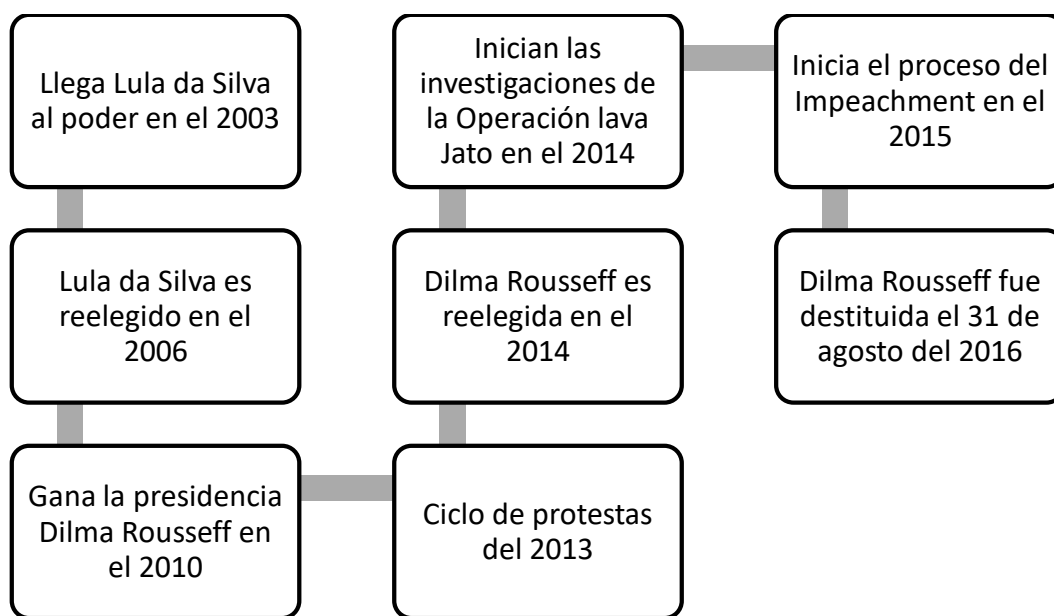 Llega Lula da Silva
al poder en el 2003
Lula da Silva es
reelegido en el
2006
Gana la presidencia
Dilma Rousseff en
el 2010
Ciclo de protestas
del 2013
Dilma Rousseff es
reelegida en el
2014
Inician las
investigaciones de
la Operación lava
Jato en el 2014
Inicia el proceso del
Impeachment en el
2015
Dilma Rousseff fue
destituida el 31 de
agosto del 2016